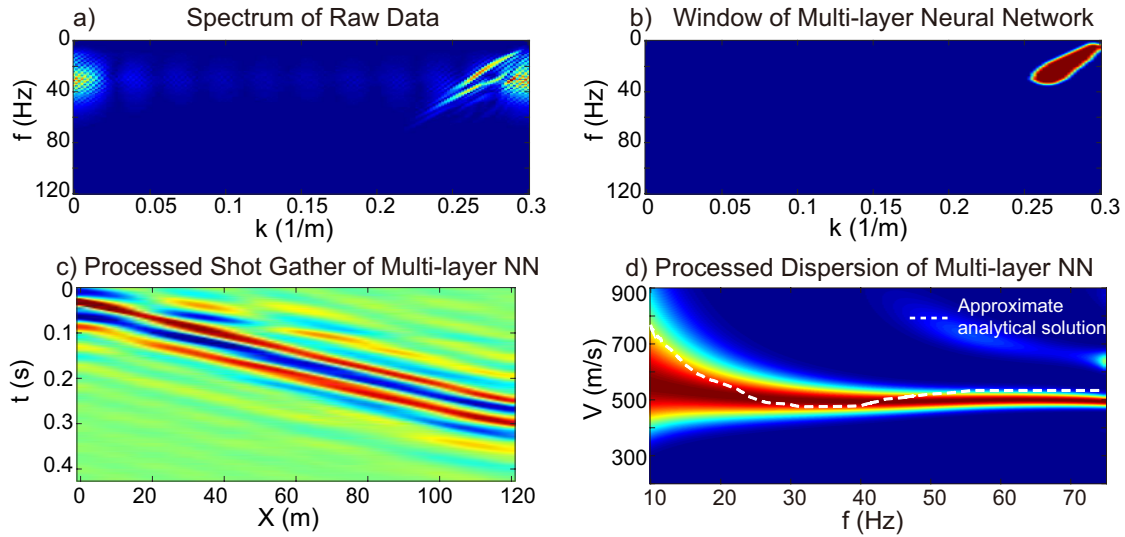 a) Spectrum of Raw Data
0
40
80
120
f (Hz)
0 0.05 0.1 0.15 0.2 0.25 0.3
k (1/m)
b) Window of Multi-layer Neural Network
0
40
80
120
f (Hz)
0 0.05 0.1 0.15 0.2 0.25 0.3
k (1/m)
c) Processed Shot Gather of Multi-layer NN
0
0.1
0.2
0.3
0.4
t (s)
0 20 40 60 80 100 120
X (m)
d) Processed Dispersion of Multi-layer NN
900
700
500
300
V (m/s)
Approximate
analytical solution
10 20 30 40 50 60 70
f (Hz)